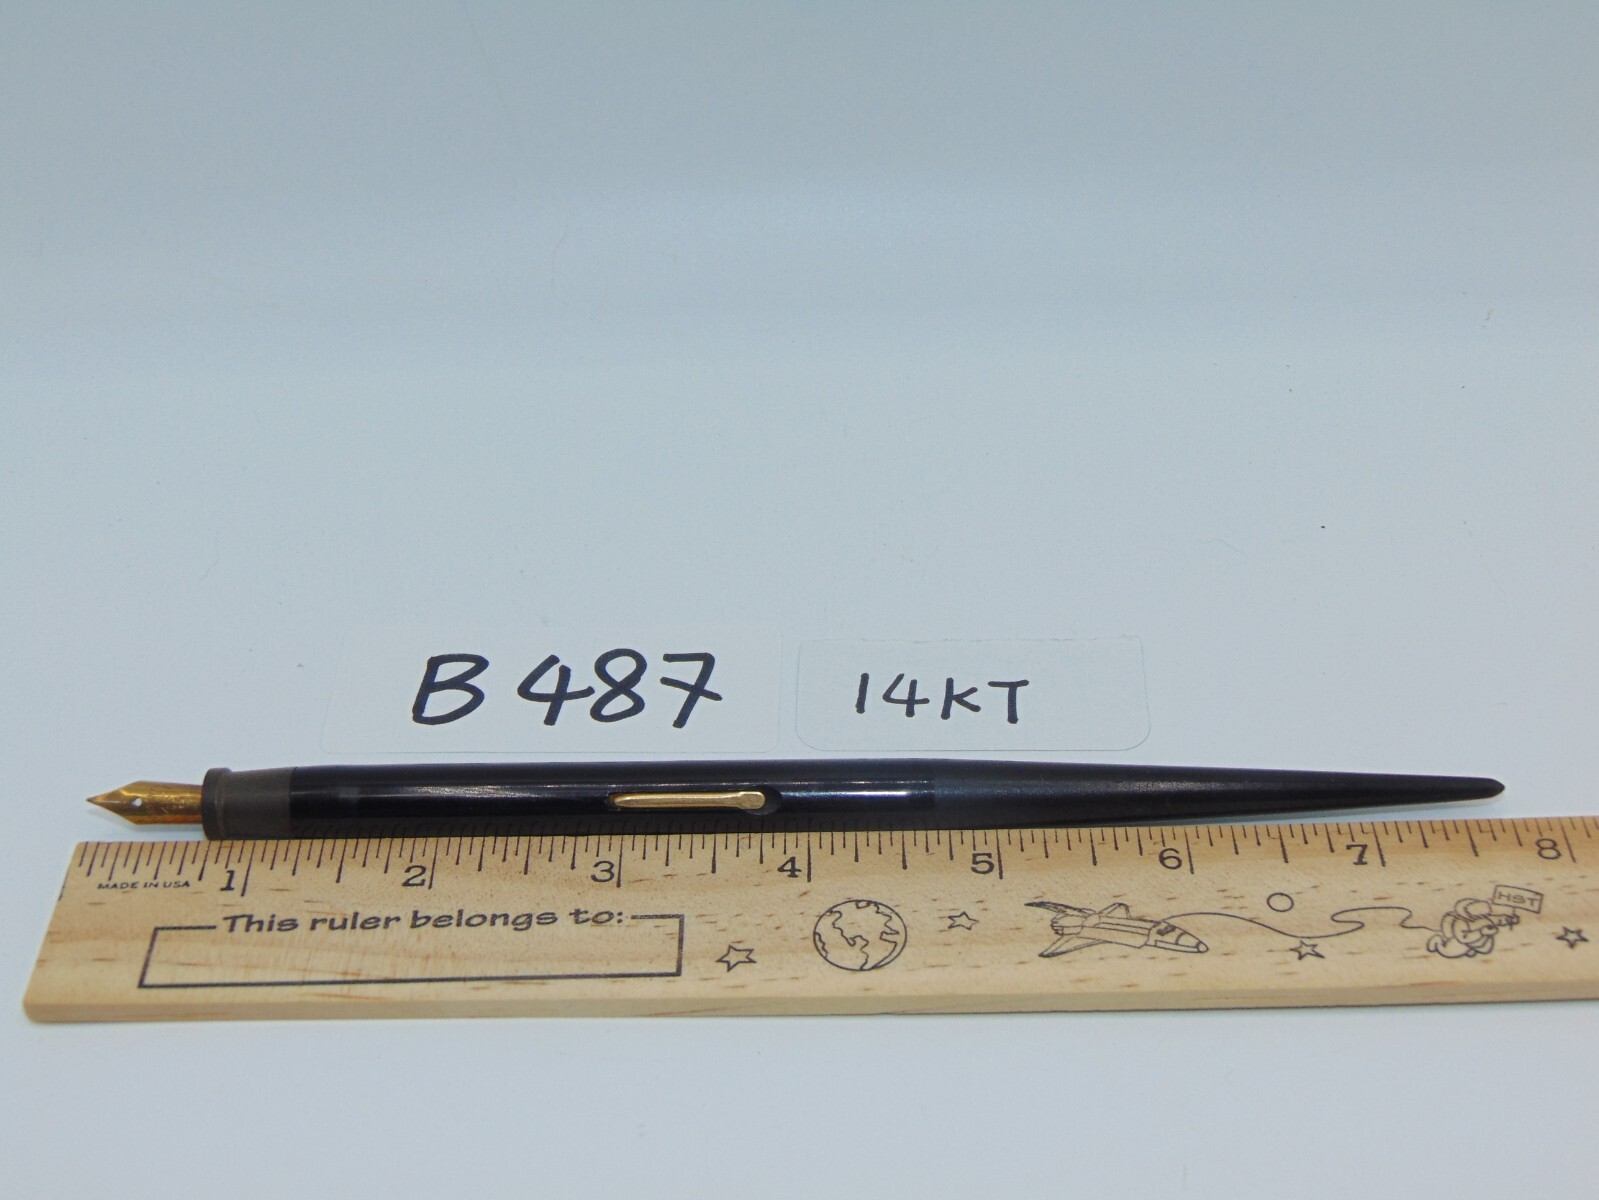 B487
14KT
1 2 3 4 5 6 7 8
MADE IN USA
This ruler belongs to:
HST